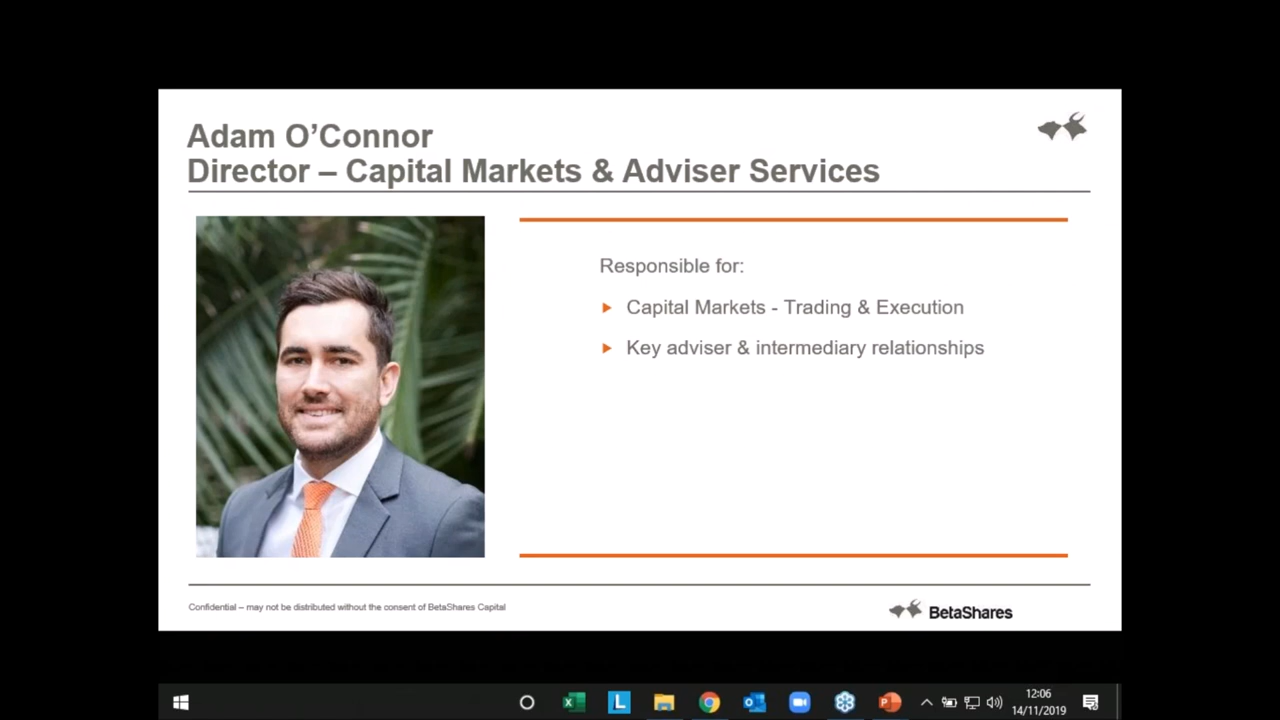 Adam O’Connor
Director – Capital Markets & Adviser Services
Responsible for:
Capital Markets - Trading & Execution
Key adviser & intermediary relationships
Confidential – may not be distributed without the consent of BetaShares Capital
BetaShares
L
P
12:06
14/11/2019